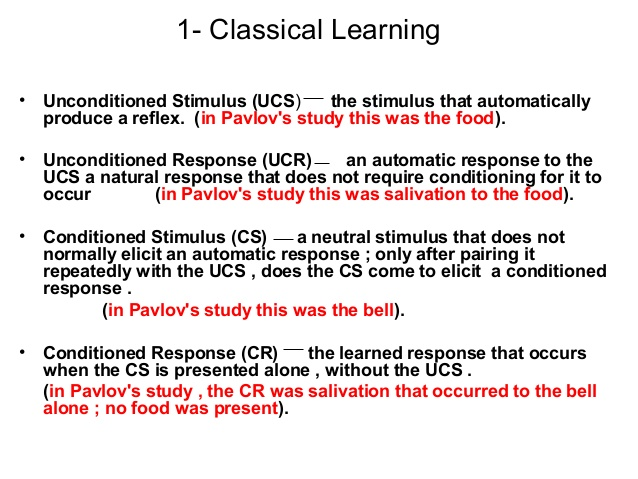 1- Classical Learning
• Unconditioned Stimulus (UCS)— the stimulus that automatically
produce a reflex. (in Pavlov's study this was the food).
• Unconditioned Response (UCR)— an automatic response to the
UCS a natural response that does not require conditioning for it to
occur (in Pavlov's study this was salivation to the food).
• Conditioned Stimulus (CS) — a neutral stimulus that does not
normally elicit an automatic response ; only after pairing it
repeatedly with the UCS , does the CS come to elicit a conditioned
response .
(in Pavlov's study this was the bell).
• Conditioned Response (CR) — the learned response that occurs
when the CS is presented alone , without the UCS .
(in Pavlov's study , the CR was salivation that occurred to the bell
alone ; no food was present).